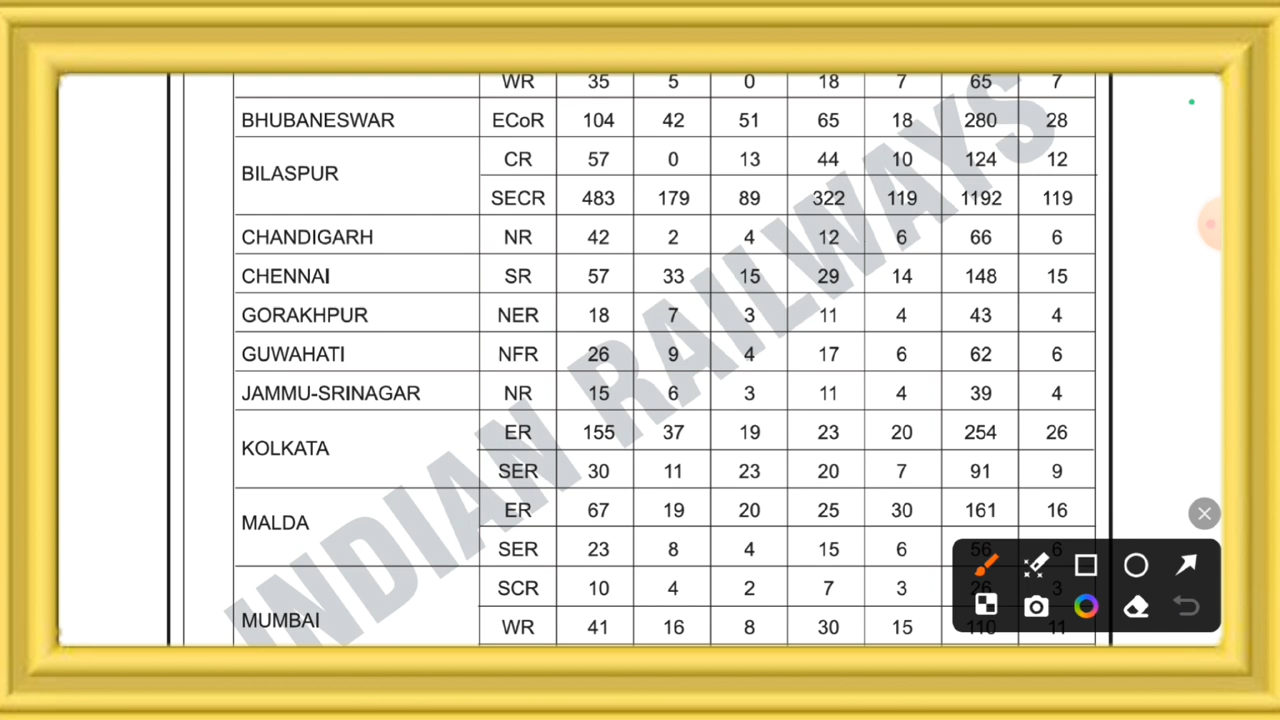 WR 35 5 0 18 7 65 7
BHUBANESWAR ECoR 104 42 51 65 18 280 28
BILASPUR CR 57 0 13 44 10 124 12
SECR 483 179 89 322 119 1192 119
CHANDIGARH NR 42 2 4 12 6 66 6
CHENNAI SR 57 33 15 29 14 148 15
GORAKHPUR NER 18 7 3 11 4 43 4
GUWAHATI NFR 26 9 4 17 6 62 6
JAMMU-SRINAGAR NR 15 6 3 11 4 39 4
KOLKATA ER 155 37 19 23 20 254 26
SER 30 11 23 20 7 91 9
MALDA ER 67 19 20 25 30 161 16
SER 23 8 4 15 6 56 6
MUMBAI SCR 10 4 2 7 3 26 3
WR 41 16 8 30 15 110 11
INDIAN RAILWAYS